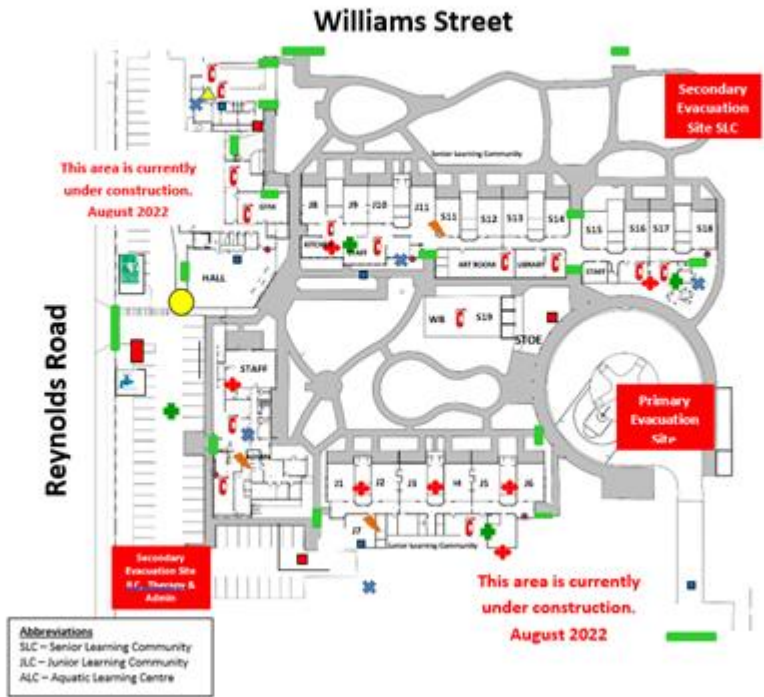 Williams Street
Secondary
Evacuation
Site SLC
This area is currently
under construction.
August 2022
Senior Learning Community
J8
J9
J10
J11
S11
S12
S13
S14
S15
S16
S17
S18
GYM
KITCHEN
STAFF
HALL
ART ROOM
LIBRARY
STAFF
W8
S19
STOE
Reynolds Road
STAFF
Primary
Evacuation
Site
J1
J2
J3
J4
J5
J6
J7
Junior Learning Community
Secondary
Evacuation Site
Therapy &
Admin
This area is currently
under construction.
August 2022
Abbreviations
SLC – Senior Learning Community
JLC – Junior Learning Community
ALC – Aquatic Learning Centre